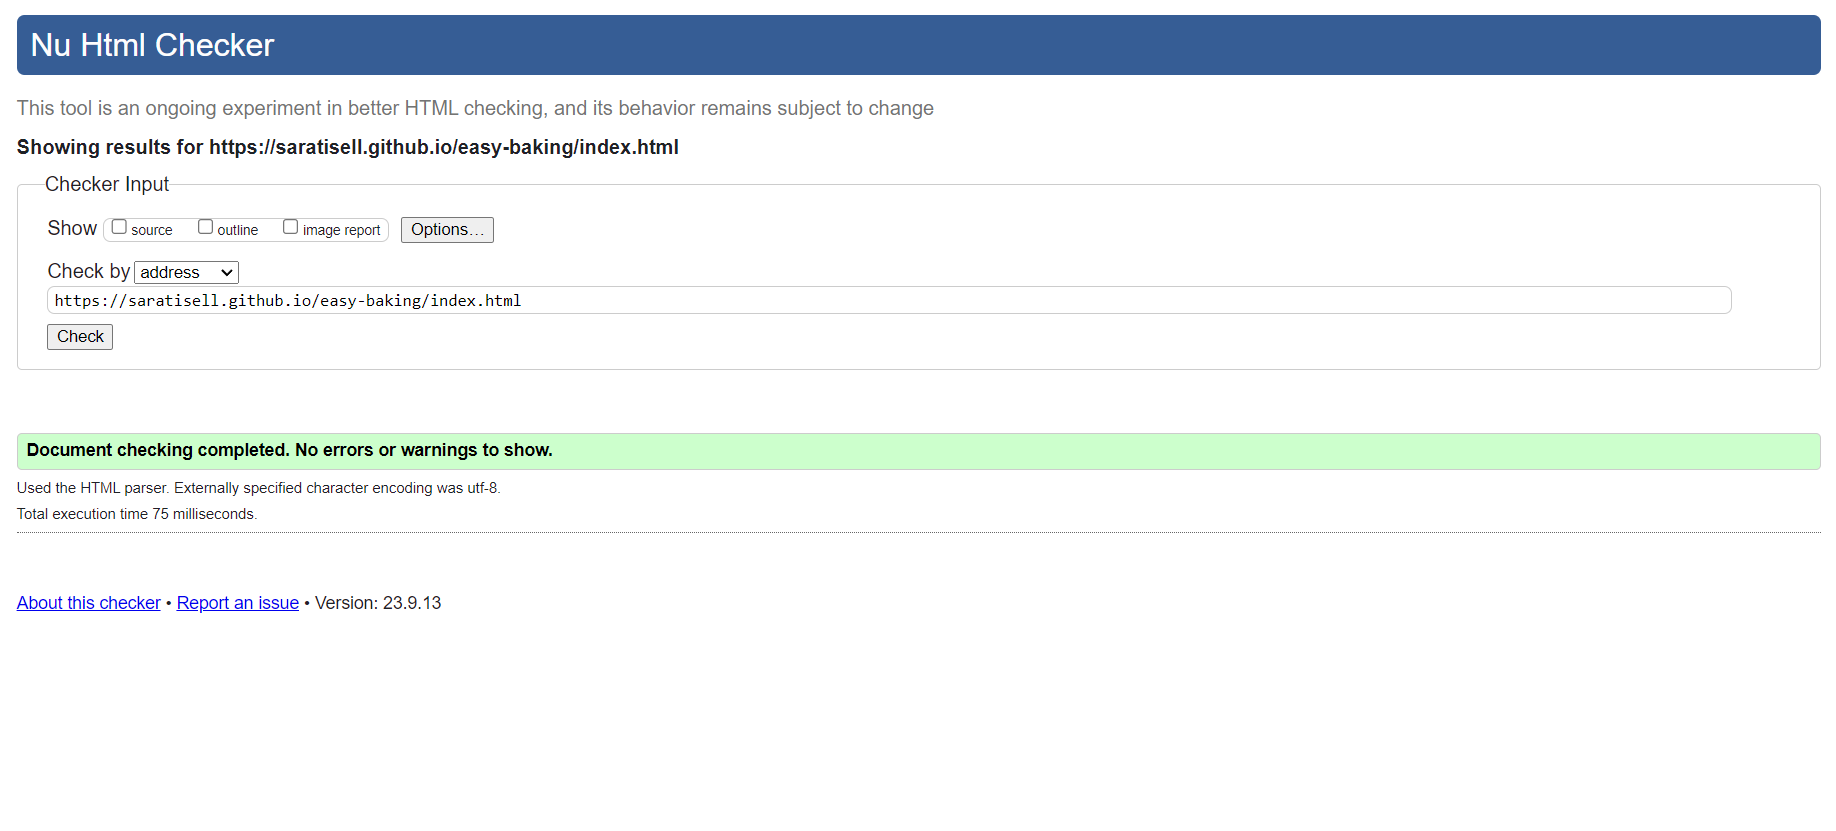 Nu Html Checker
This tool is an ongoing experiment in better HTML checking, and its behavior remains subject to change
Showing results for https://saratisell.github.io/easy-baking/index.html
Checker Input
Show source outline image report Options...
Check by address
https://saratisell.github.io/easy-baking/index.html
Check
Document checking completed. No errors or warnings to show.
Used the HTML parser. Externally specified character encoding was utf-8.
Total execution time 75 milliseconds.
About this checker • Report an issue • Version: 23.9.13